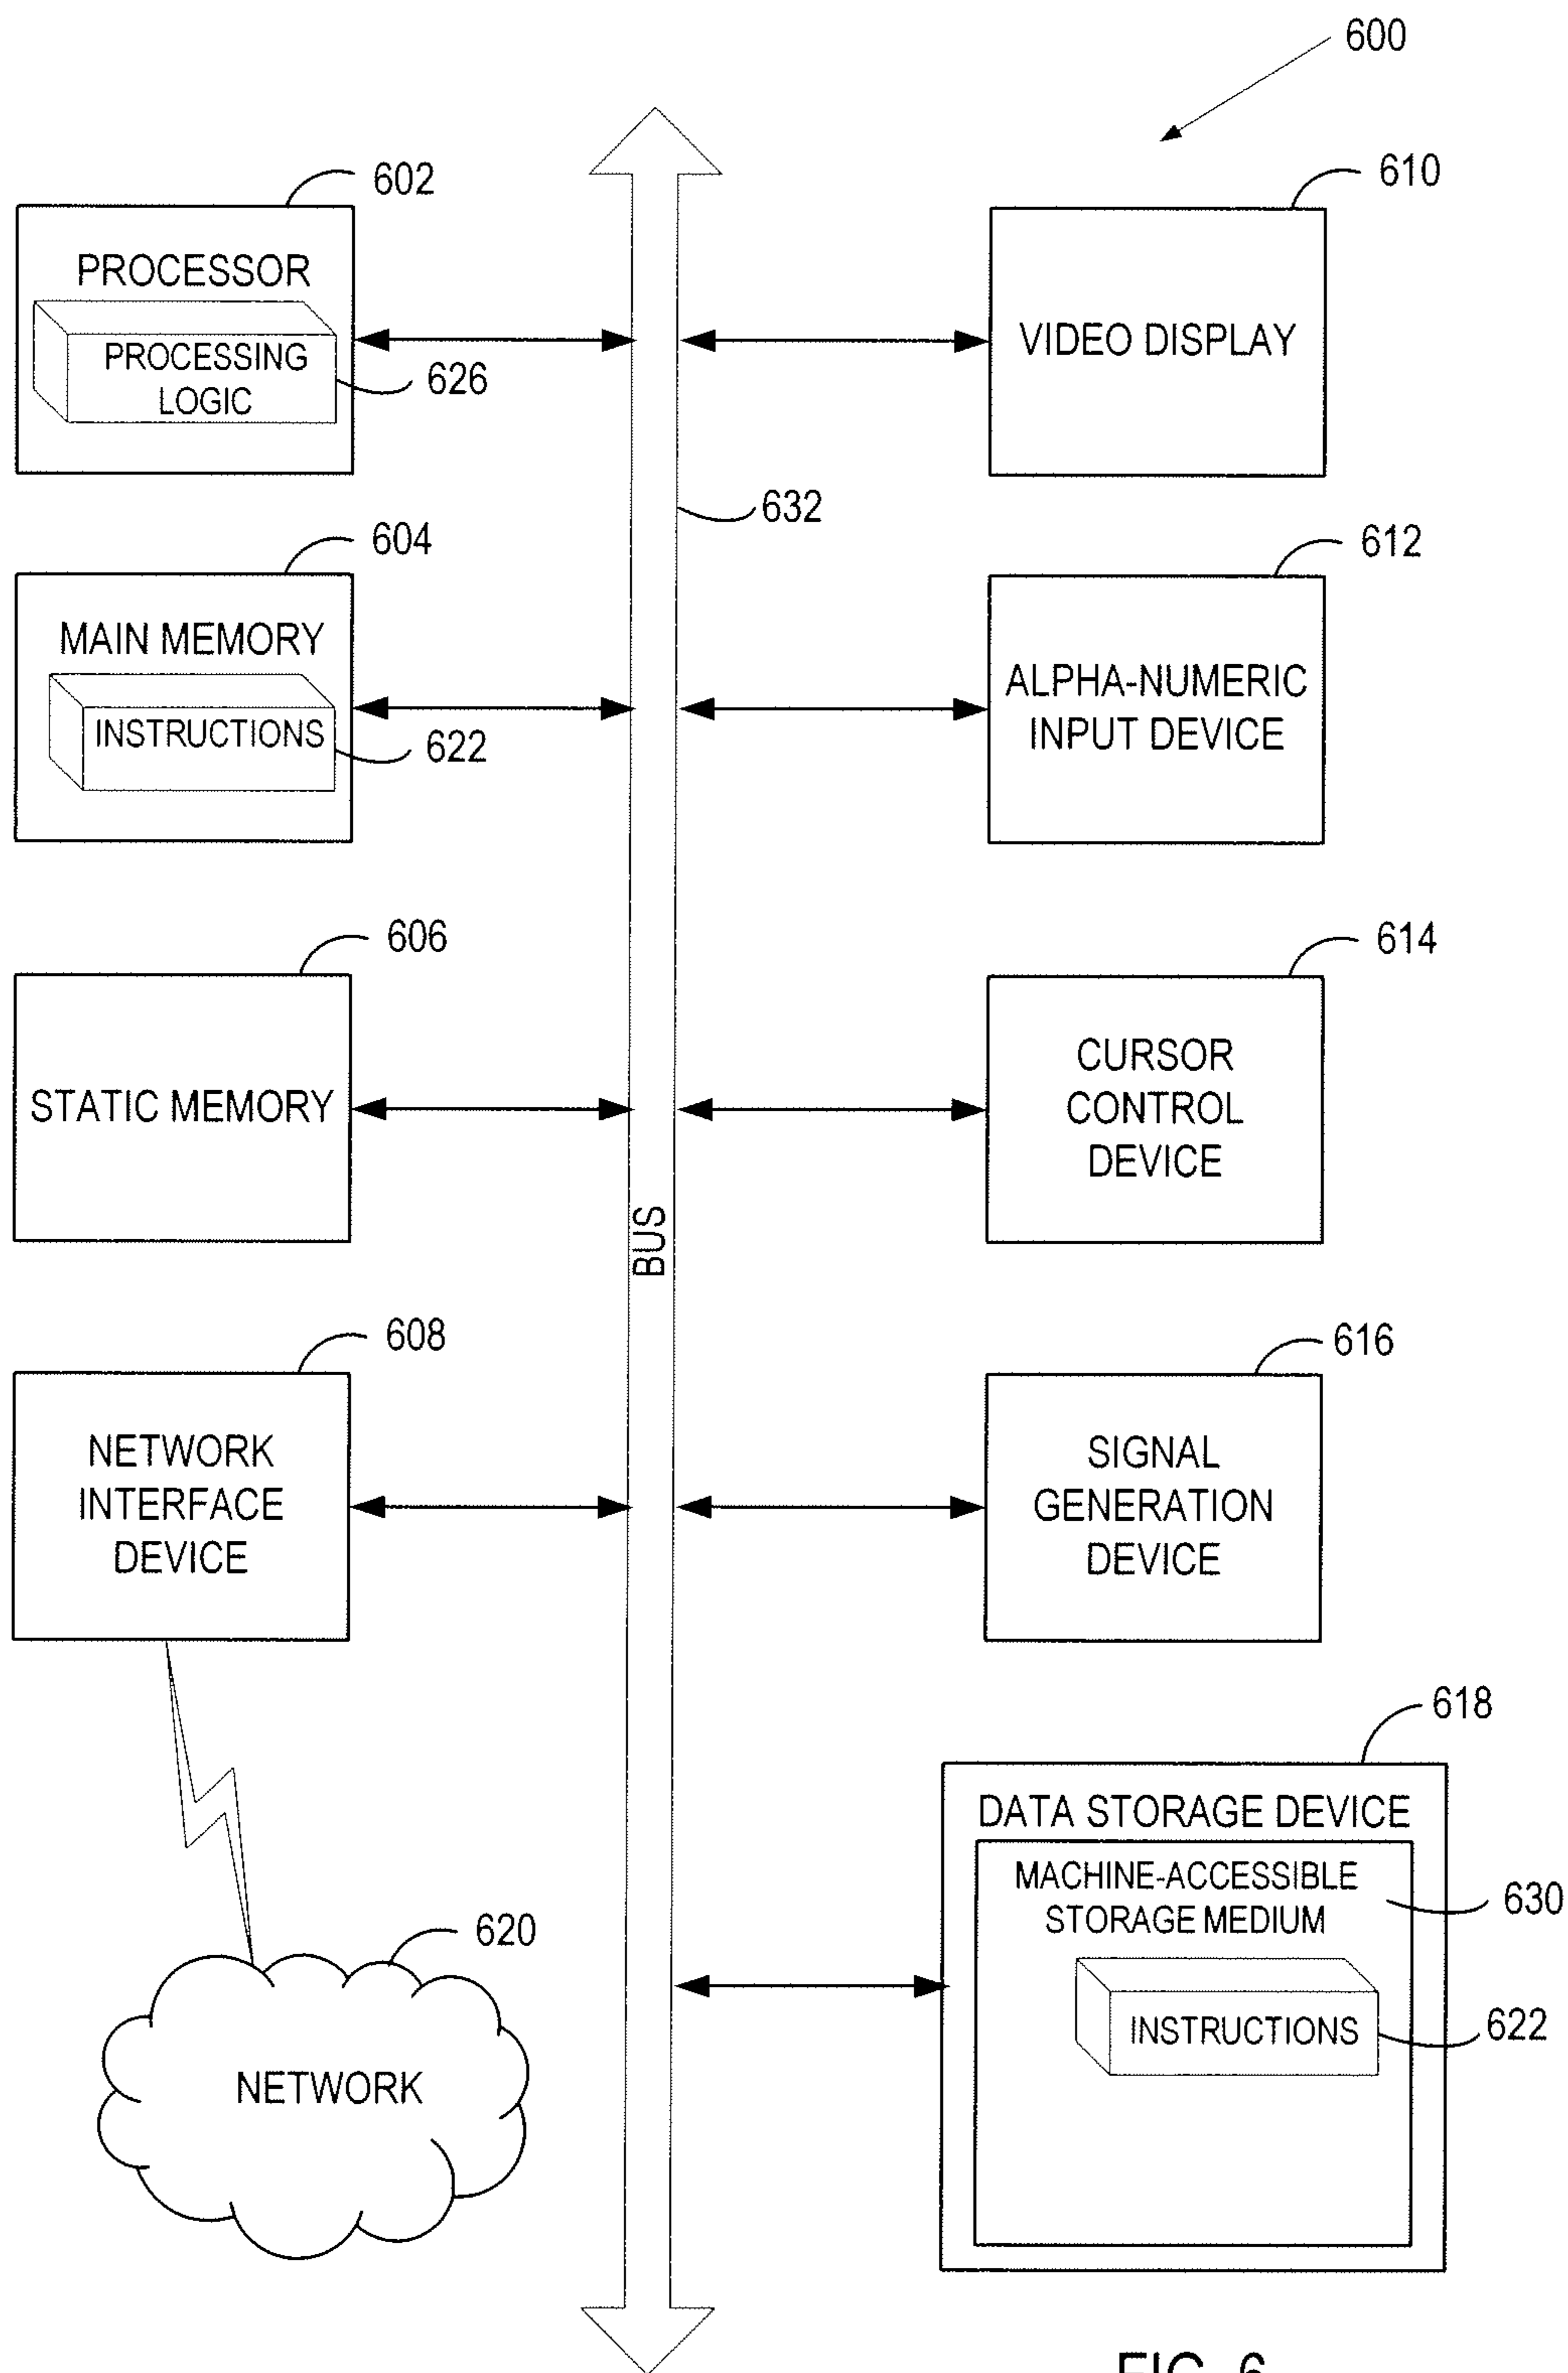 600
602
PROCESSOR
PROCESSING
LOGIC
626
610
VIDEO DISPLAY
632
604
MAIN MEMORY
INSTRUCTIONS
622
612
ALPHA-NUMERIC
INPUT DEVICE
606
STATIC MEMORY
614
CURSOR
CONTROL
DEVICE
BUS
608
NETWORK
INTERFACE
DEVICE
616
SIGNAL
GENERATION
DEVICE
618
DATA STORAGE DEVICE
MACHINE-ACCESSIBLE
STORAGE MEDIUM
630
INSTRUCTIONS
622
620
NETWORK
FIG. 6